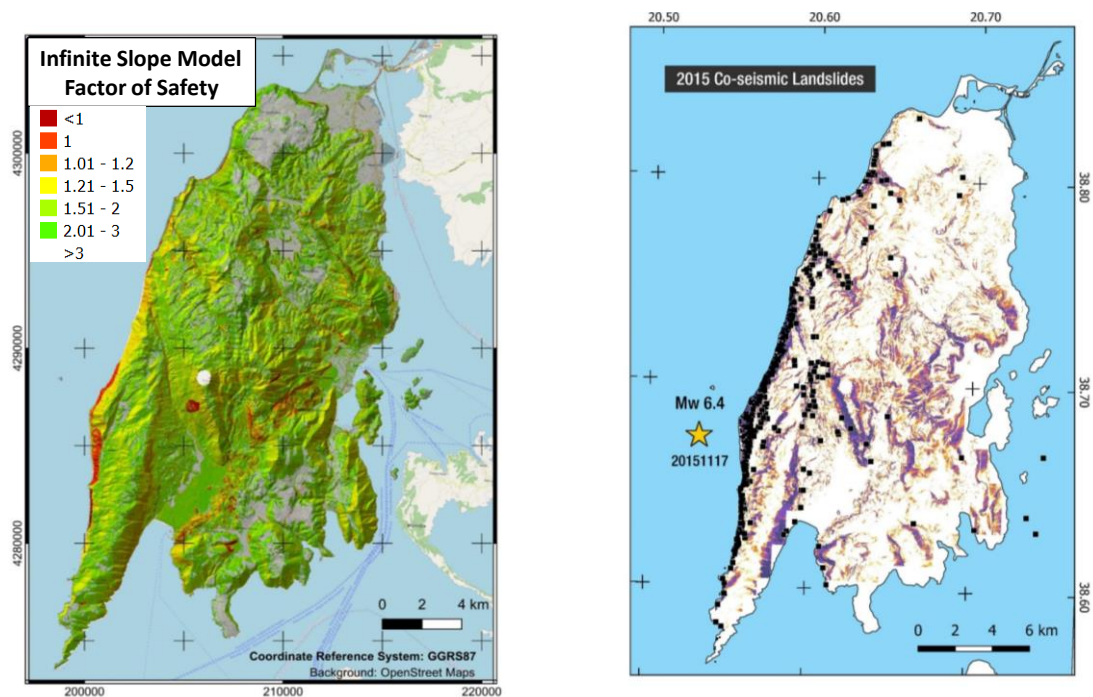 Infinite Slope Model
Factor of Safety
<1
1
1.01 - 1.2
1.21 - 1.5
1.51 - 2
2.01 - 3
>3
4300000
4290000
4280000
0 2 4 km
Coordinate Reference System: GGRS87
Background: OpenStreet Maps
200000 210000 220000
20.50 20.60 20.70
2015 Co-seismic Landslides
38.80
38.70
38.60
Mw 6.4
20151117
0 2 4 6 km